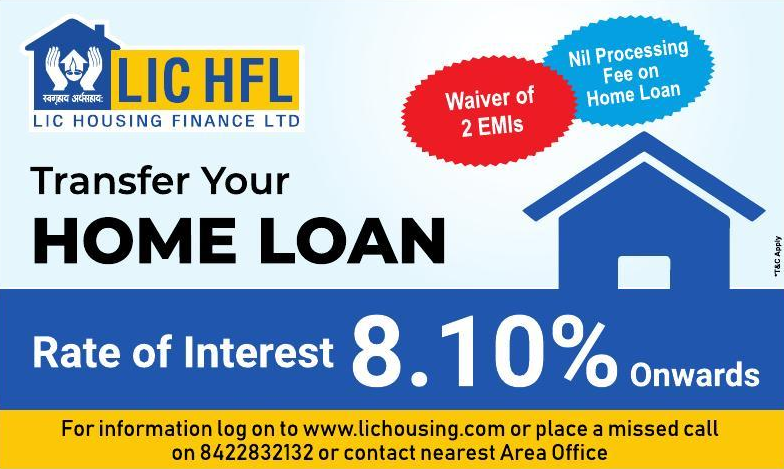 स्वगृहाय अर्थसहायः
LIC HFL
LIC HOUSING FINANCE LTD
Waiver of
2 EMIs
Nil Processing
Fee on
Home Loan
Transfer Your
HOME LOAN
*T&C Apply
Rate of Interest 8.10% Onwards
For information log on to www.lichousing.com or place a missed call
on 8422832132 or contact nearest Area Office